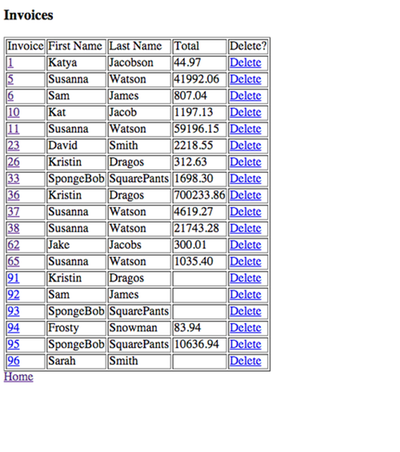 Invoices
Invoice First Name Last Name Total Delete?
1 Katya Jacobson 44.97 Delete
5 Susanna Watson 41992.06 Delete
6 Sam James 807.04 Delete
10 Kat Jacob 1197.13 Delete
11 Susanna Watson 59196.15 Delete
23 David Smith 2218.55 Delete
26 Kristin Dragos 312.63 Delete
33 SpongeBob SquarePants 1698.30 Delete
36 Kristin Dragos 700233.86 Delete
37 Susanna Watson 4619.27 Delete
38 Susanna Watson 21743.28 Delete
62 Jake Jacobs 300.01 Delete
65 Susanna Watson 1035.40 Delete
91 Kristin Dragos Delete
92 Sam James Delete
93 SpongeBob SquarePants Delete
94 Frosty Snowman 83.94 Delete
95 SpongeBob SquarePants 10636.94 Delete
96 Sarah Smith Delete
Home